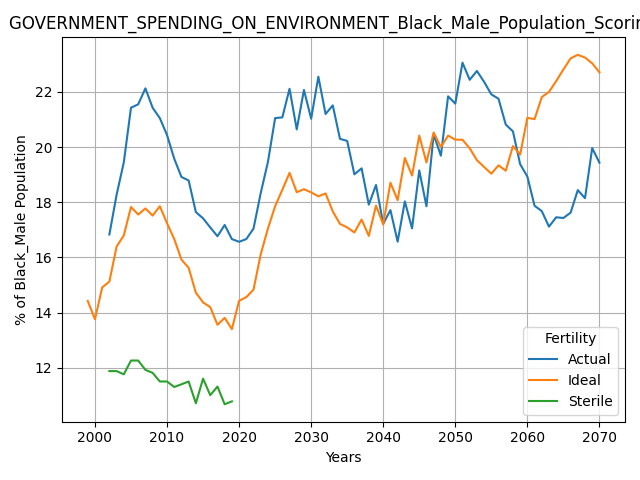 GOVERNMENT_SPENDING_ON_ENVIRONMENT_Black_Male_Population_Scorin
% of Black_Male Population
22
20
18
16
14
12
2000 2010 2020 2030 2040 2050 2060 2070
Years
Fertility
Actual
Ideal
Sterile